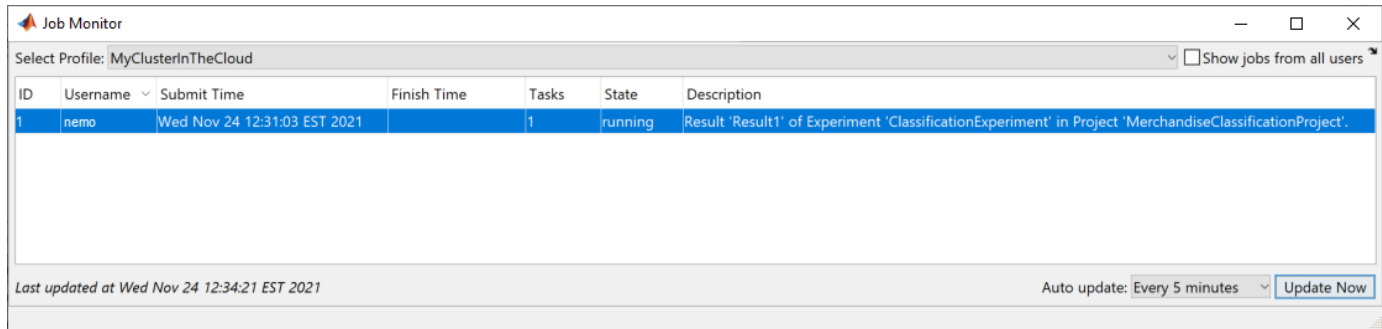 Job Monitor
Select Profile: MyClusterInTheCloud Show jobs from all users
ID Username Submit Time Finish Time Tasks State Description
1 nemo Wed Nov 24 12:31:03 EST 2021 1 running Result 'Result1' of Experiment 'ClassificationExperiment' in Project 'MerchandiseClassificationProject'.
Last updated at Wed Nov 24 12:34:21 EST 2021 Auto update: Every 5 minutes Update Now